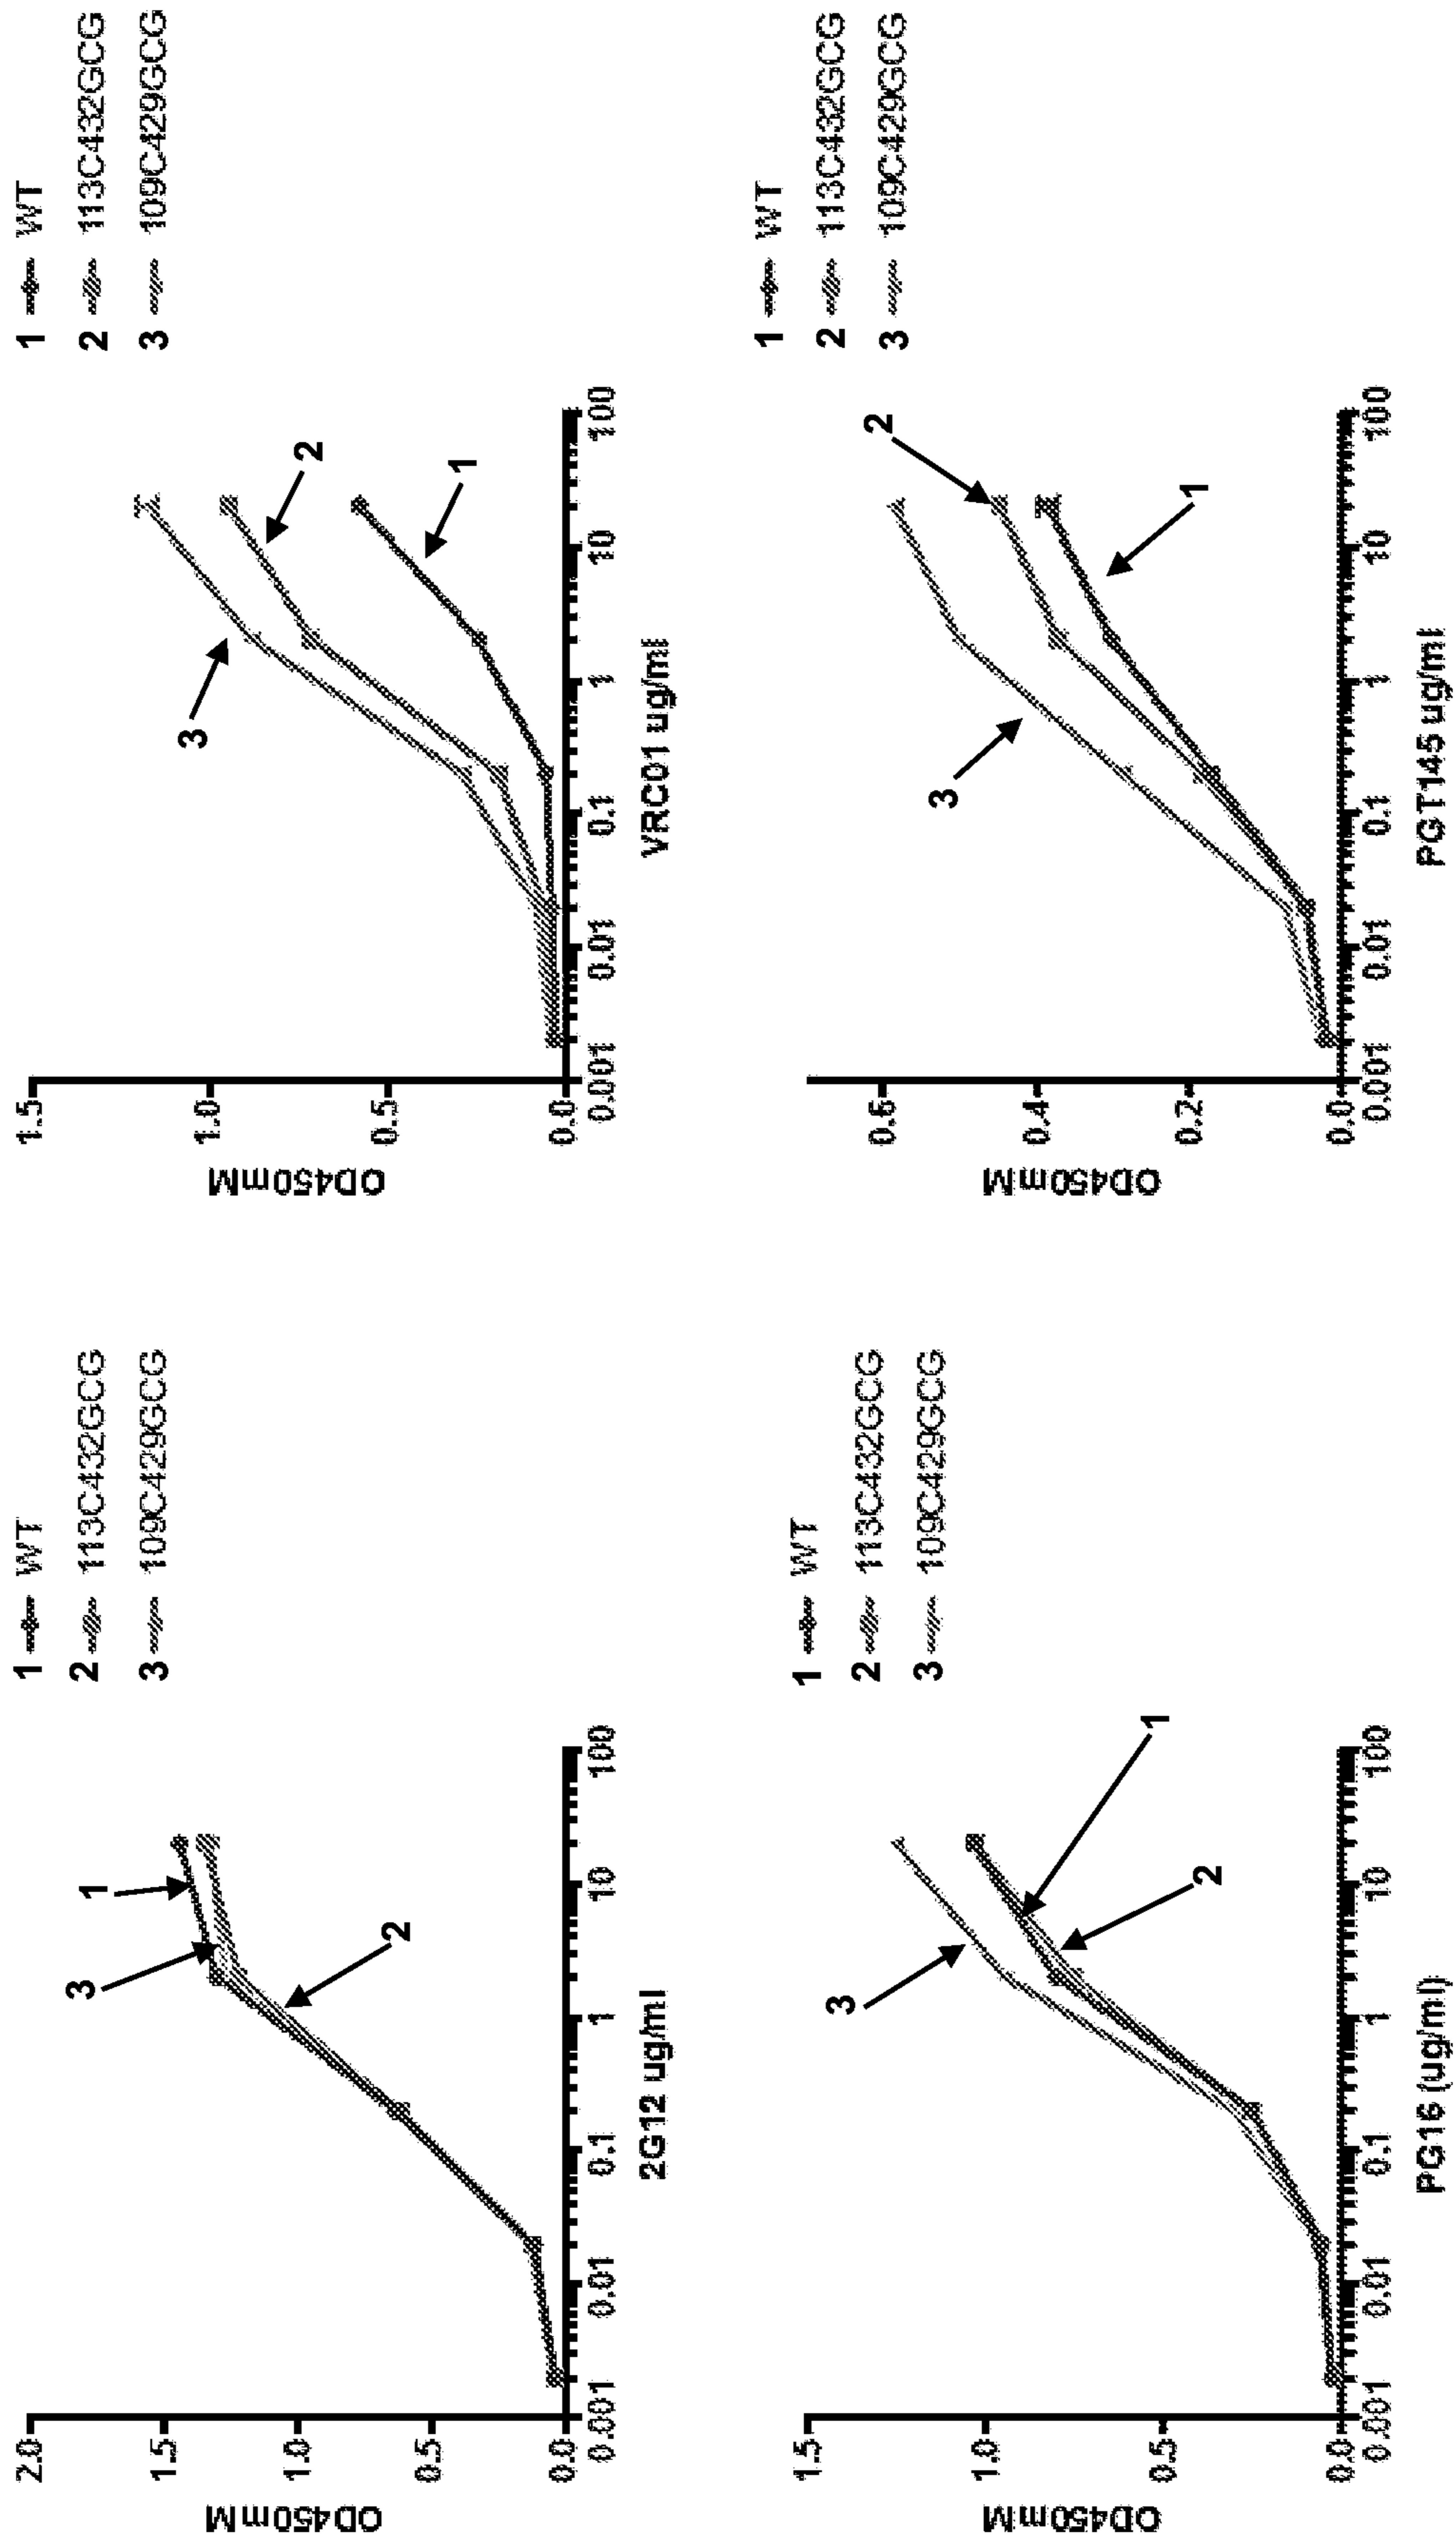 2.0
1.5
1.0
0.5
0.0
OD450mM
0.001
0.01
0.1
1
10
100
2G12 ug/ml
3
1
2
1 WT
2 113C432GCG
3 109C429GCG
1.5
1.0
0.5
0.0
OD450mM
0.001
0.01
0.1
1
10
100
VRC01 ug/ml
3
2
1
1 WT
2 113C432GCG
3 109C429GCG
1.5
1.0
0.5
0.0
OD450mM
0.001
0.01
0.1
1
10
100
PG16 (ug/ml)
3
1
2
1 WT
2 113C432GCG
3 109C429GCG
0.6
0.4
0.2
0.0
OD450mM
0.001
0.01
0.1
1
10
100
PGT145 ug/ml
3
2
1
1 WT
2 113C432GCG
3 109C429GCG